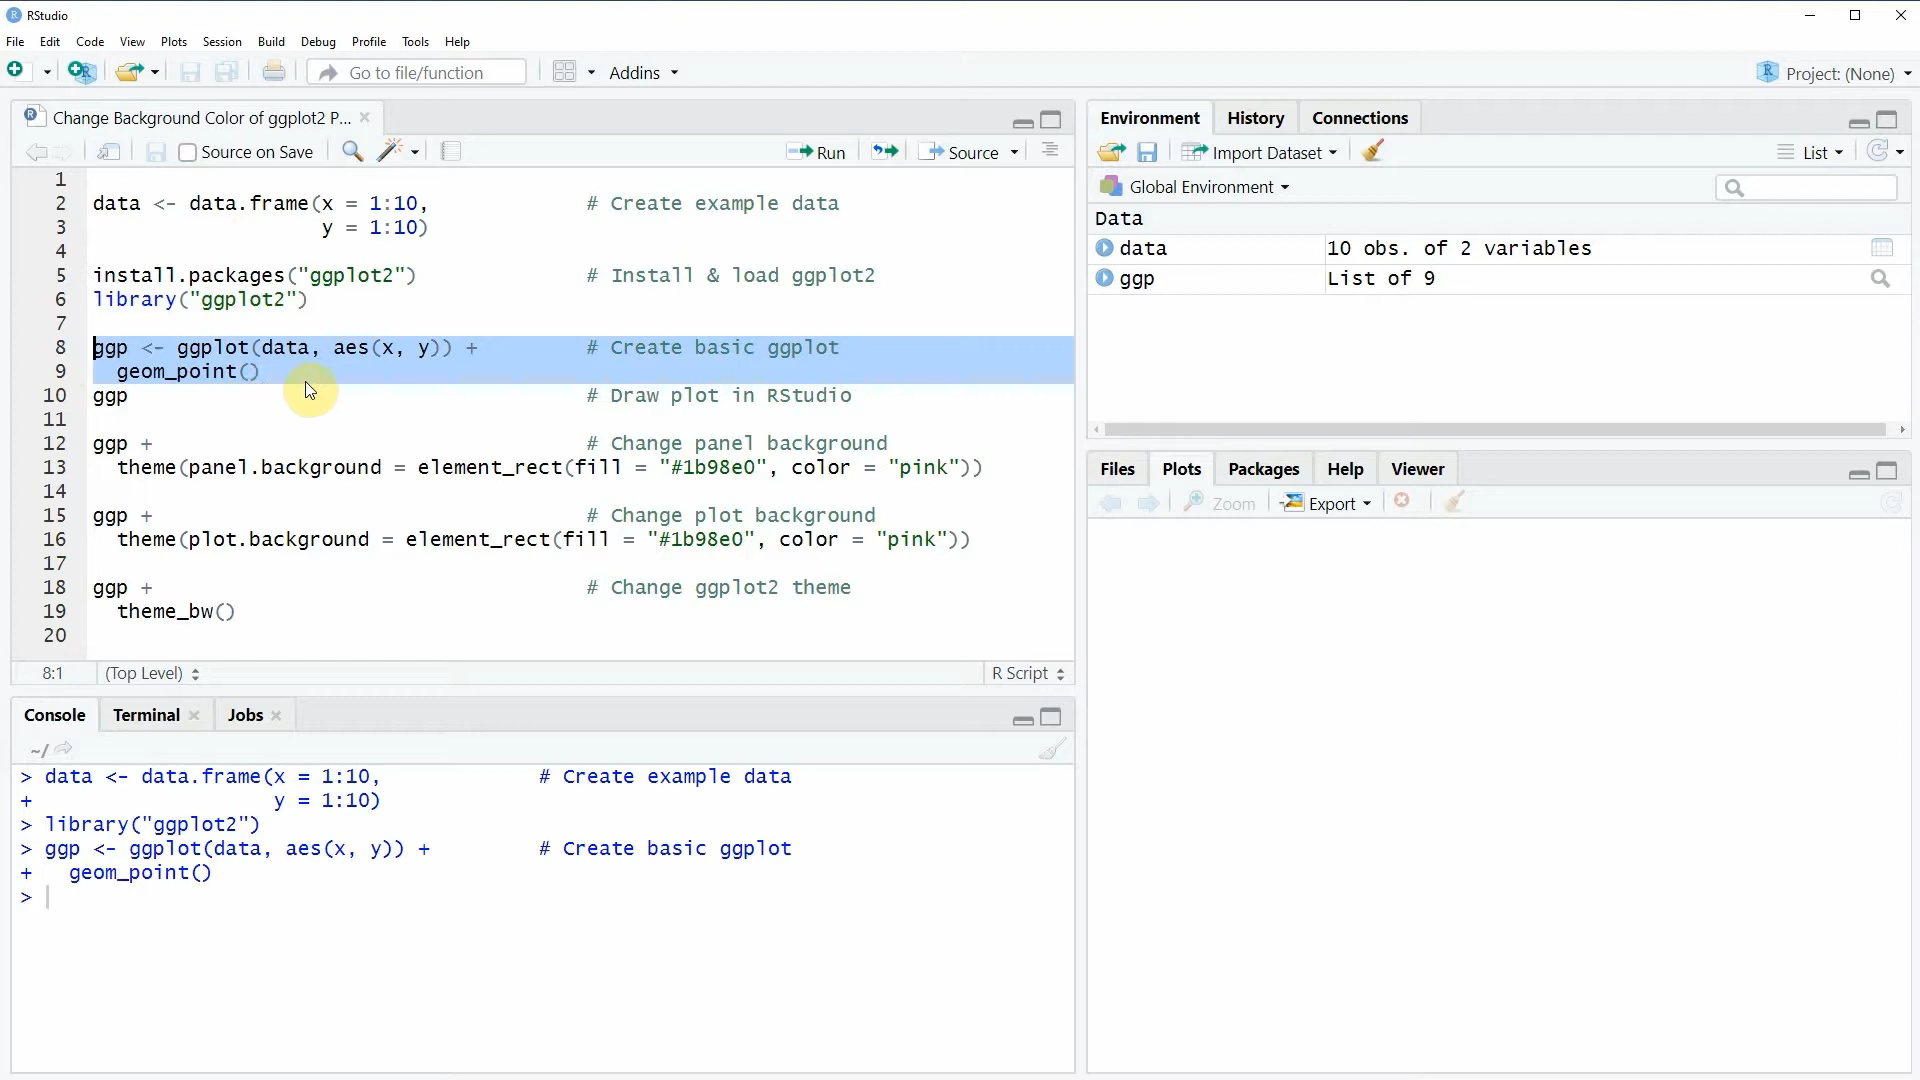 RStudio
File Edit Code View Plots Session Build Debug Profile Tools Help
Go to file/function Addins Project: (None)
Change Background Color of ggplot2 P...
Source on Save Run Source
1
2 data <- data.frame(x = 1:10, # Create example data
3 y = 1:10)
4
5 install.packages("ggplot2") # Install & load ggplot2
6 library("ggplot2")
7
8 ggp <- ggplot(data, aes(x, y)) + # Create basic ggplot
9 geom_point()
10 ggp # Draw plot in RStudio
11
12 ggp + # Change panel background
13 theme(panel.background = element_rect(fill = "#1b98e0", color = "pink"))
14
15 ggp + # Change plot background
16 theme(plot.background = element_rect(fill = "#1b98e0", color = "pink"))
17
18 ggp + # Change ggplot2 theme
19 theme_bw()
20
8:1 (Top Level) R Script
Console Terminal Jobs
~/
> data <- data.frame(x = 1:10, # Create example data
+ y = 1:10)
> library("ggplot2")
> ggp <- ggplot(data, aes(x, y)) + # Create basic ggplot
+ geom_point()
>
Environment History Connections
Import Dataset List
Global Environment
Data
data 10 obs. of 2 variables
ggp List of 9
Files Plots Packages Help Viewer
Zoom Export